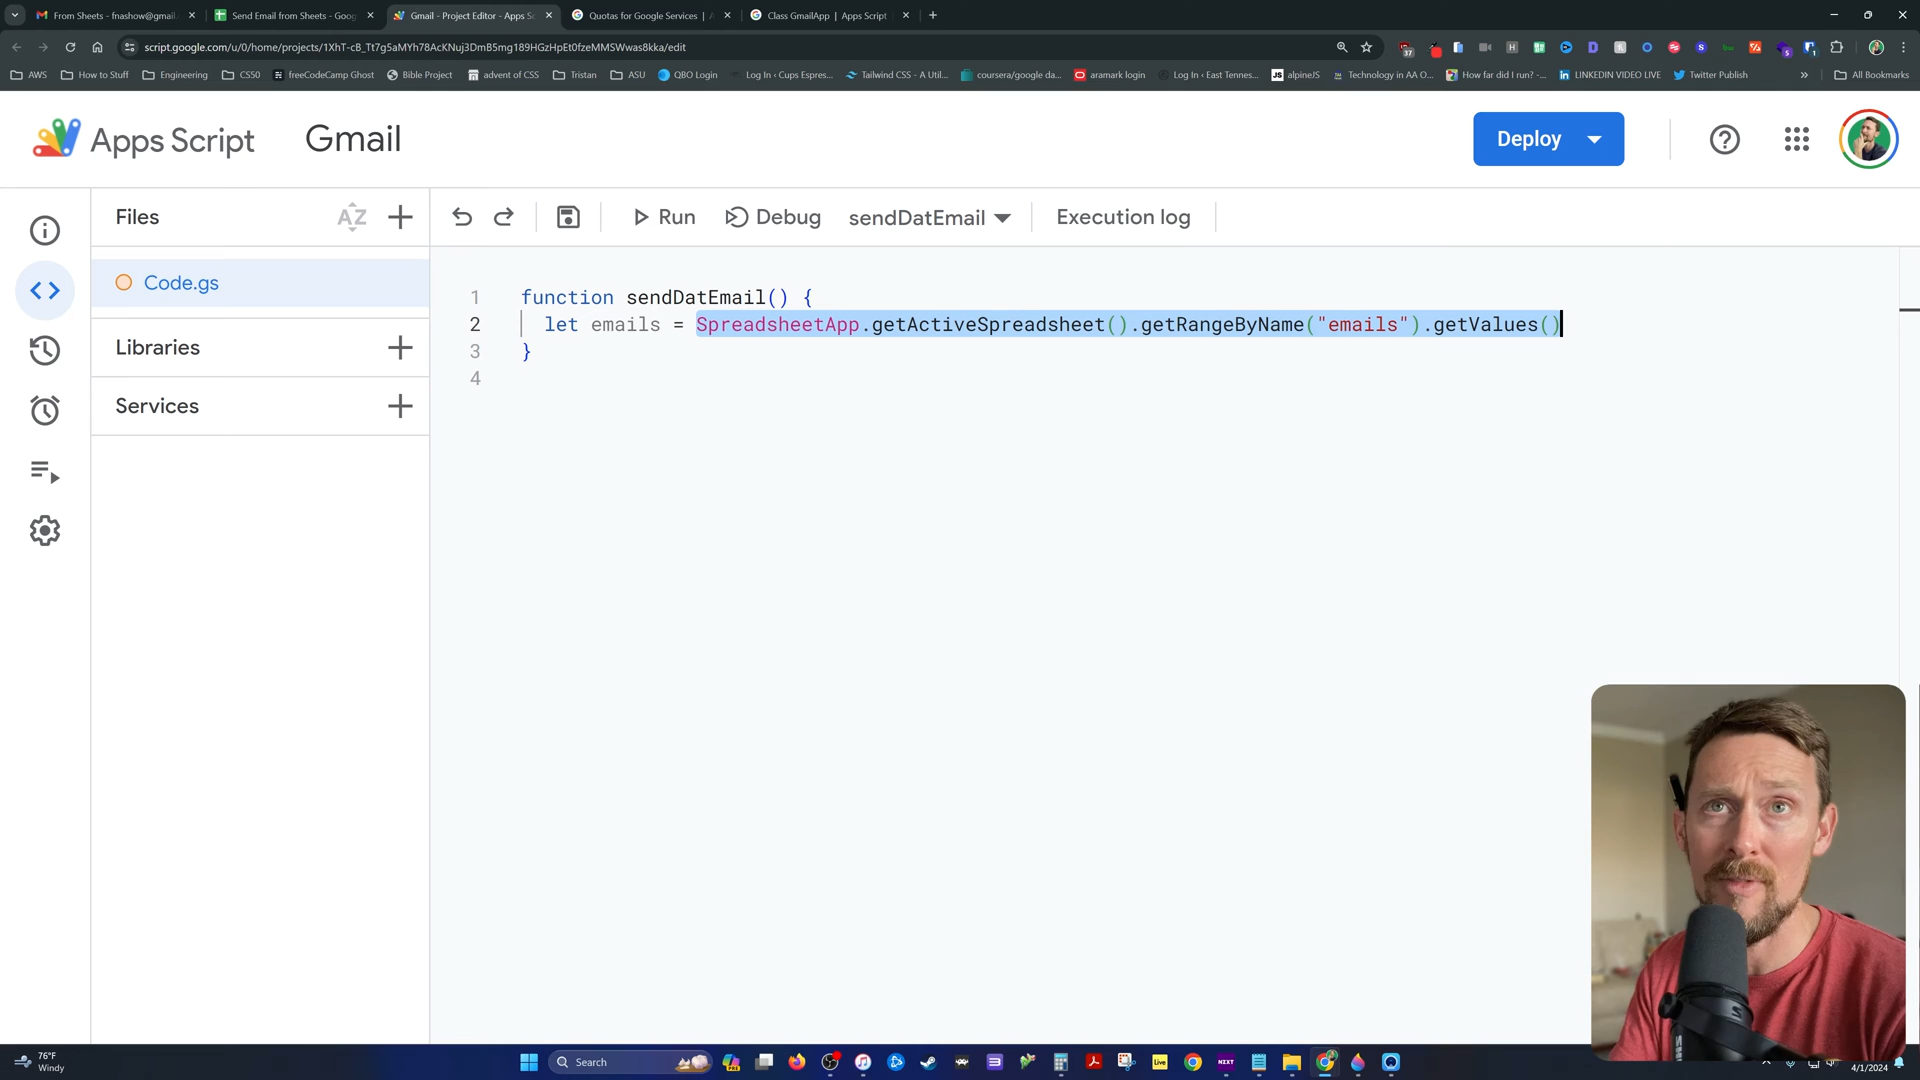 From Sheets - fnashow@gmail.
Send Email from Sheets - Goog
Gmail - Project Editor - Apps Sc
Quotas for Google Services | A
Class GmailApp | Apps Script
script.google.com/u/0/home/projects/1XhT-cB_Tt7g5aMYh78AcKNuj3DmB5mg189HGzHpEt0fzeMMSWwas8kka/edit
AWS
How to Stuff
Engineering
CS50
freeCodeCamp Ghost
Bible Project
advent of CSS
Tristan
ASU
QBO Login
Log In ‹ Cups Espres...
Tailwind CSS - A Util...
coursera/google da...
aramark login
Log In ‹ East Tennes...
alpineJS
Technology in AA O...
How far did I run? -...
LINKEDIN VIDEO LIVE
Twitter Publish
All Bookmarks
Apps Script
Gmail
Deploy
Files
AZ
Run
Debug
sendDatEmail
Execution log
Code.gs
Libraries
Services
1 function sendDatEmail() {
2 let emails = SpreadsheetApp.getActiveSpreadsheet().getRangeByName("emails").getValues()
3 }
4
76°F
Windy
Search
4/1/2024